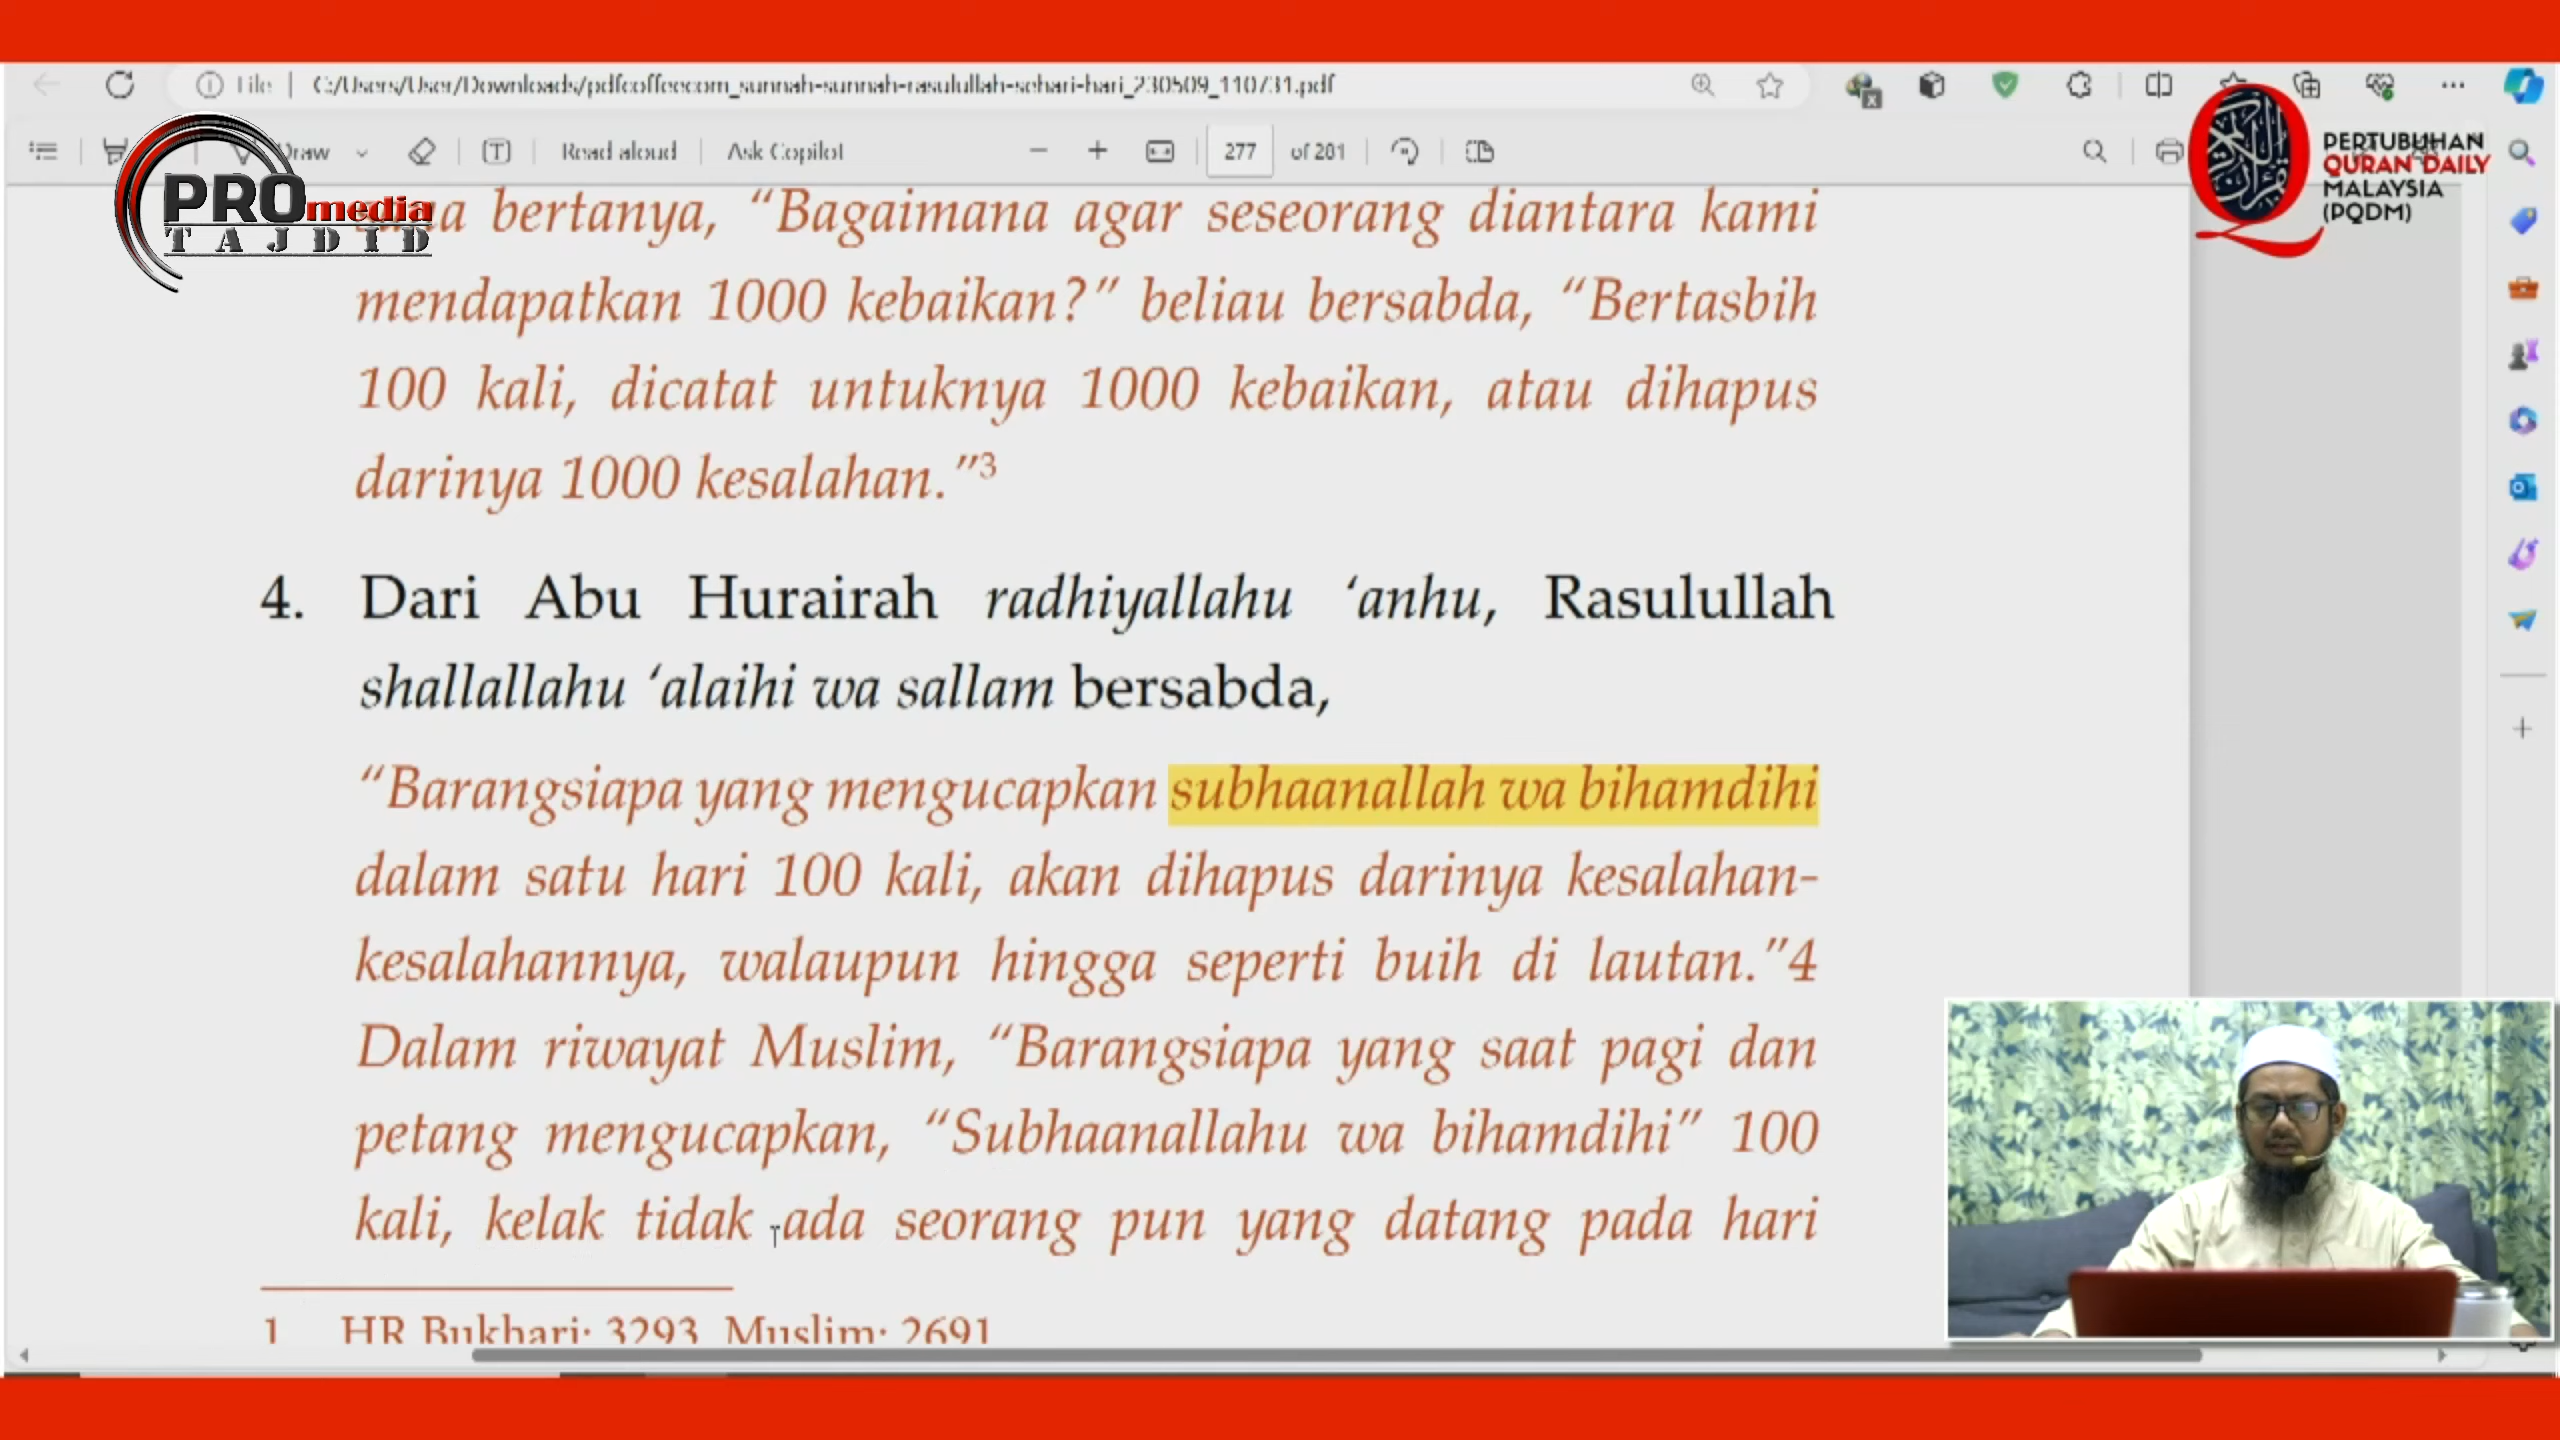 File | C:/Users/User/Downloads/pdfcoffeecom_sunnah-sunnah-rasulullah-sehari-hari_230509_110731.pdf
Draw Read aloud Ask Copilot 277 of 281
PROmedia
TAJDID
PERTUBUHAN
QURAN DAILY
MALAYSIA
(PQDM)
bertanya, “Bagaimana agar seseorang diantara kami
mendapatkan 1000 kebaikan?” beliau bersabda, “Bertasbih
100 kali, dicatat untuknya 1000 kebaikan, atau dihapus
darinya 1000 kesalahan.”3
4. Dari Abu Hurairah radhiyallahu ‘anhu, Rasulullah
shallallahu ‘alaihi wa sallam bersabda,
“Barangsiapa yang mengucapkan subhaanallah wa bihamdihi
dalam satu hari 100 kali, akan dihapus darinya kesalahan-
kesalahannya, walaupun hingga seperti buih di lautan.”4
Dalam riwayat Muslim, “Barangsiapa yang saat pagi dan
petang mengucapkan, “Subhaanallahu wa bihamdihi” 100
kali, kelak tidak ada seorang pun yang datang pada hari
1 HR Bukhari: 3293, Muslim: 2691